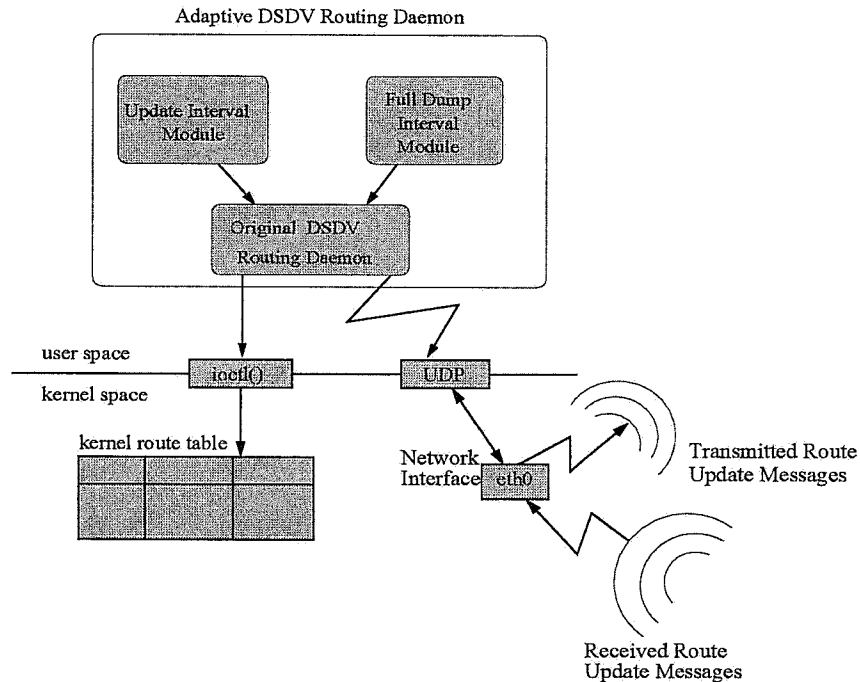 Adaptive DSDV Routing Daemon
Update Interval
Module
Full Dump
Interval
Module
Original DSDV
Routing Daemon
user space
ioctl()
UDP
kernel space
kernel route table
Network
Interface
eth0
Transmitted Route
Update Messages
Received Route
Update Messages